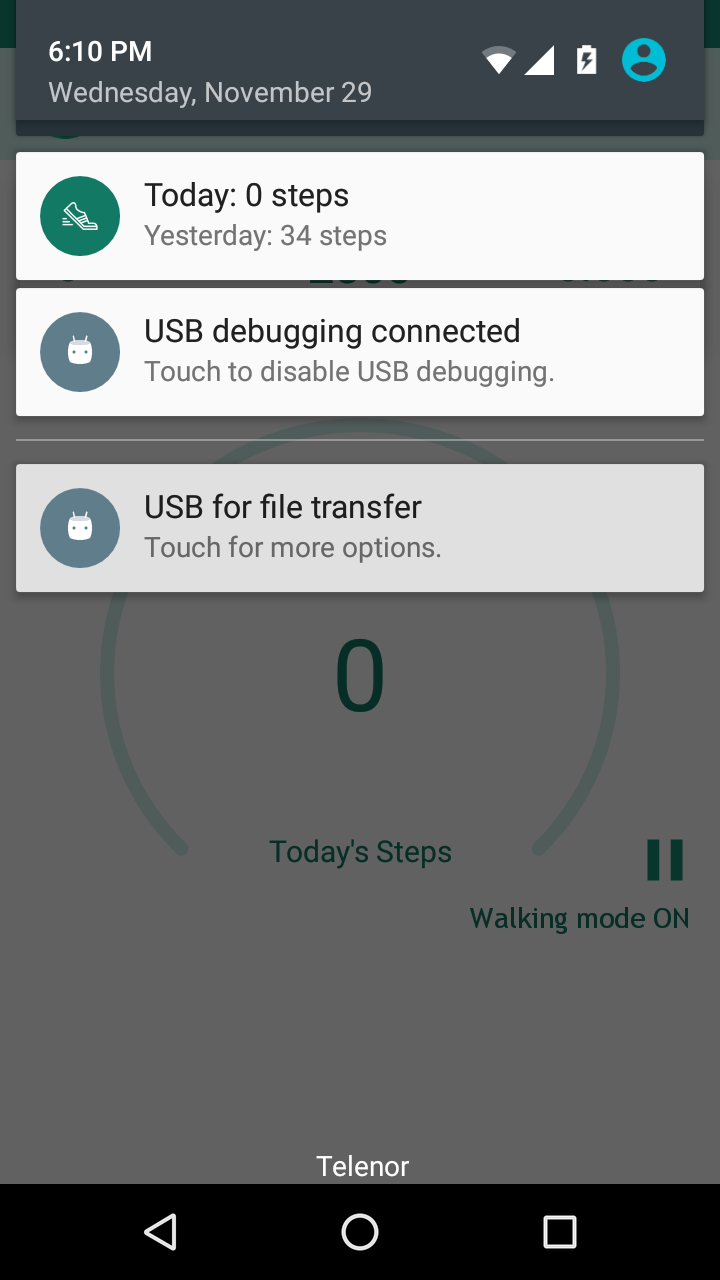 6:10 PM
Wednesday, November 29
Today: 0 steps
Yesterday: 34 steps
USB debugging connected
Touch to disable USB debugging.
USB for file transfer
Touch for more options.
0
Today's Steps
Walking mode ON
Telenor